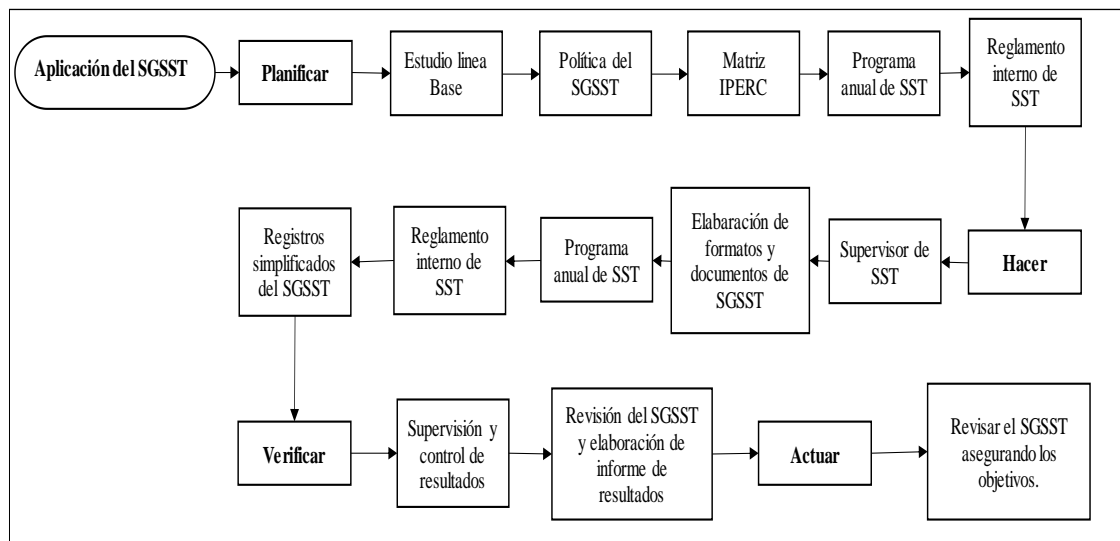 Aplicación del SGSST
Planificar
Estudio linea
Base
Política del
SGSST
Matriz
IPERC
Programa
anual de SST
Reglamento
interno de
SST
Hacer
Supervisor de
SST
Elabaración de
formatos y
documentos de
SGSST
Programa
anual de SST
Reglamento
interno de
SST
Registros
simplificados
del SGSST
Verificar
Supervisión y
control de
resultados
Revisión del SGSST
y elaboración de
informe de
resultados
Actuar
Revisar el SGSST
asegurando los
objetivos.